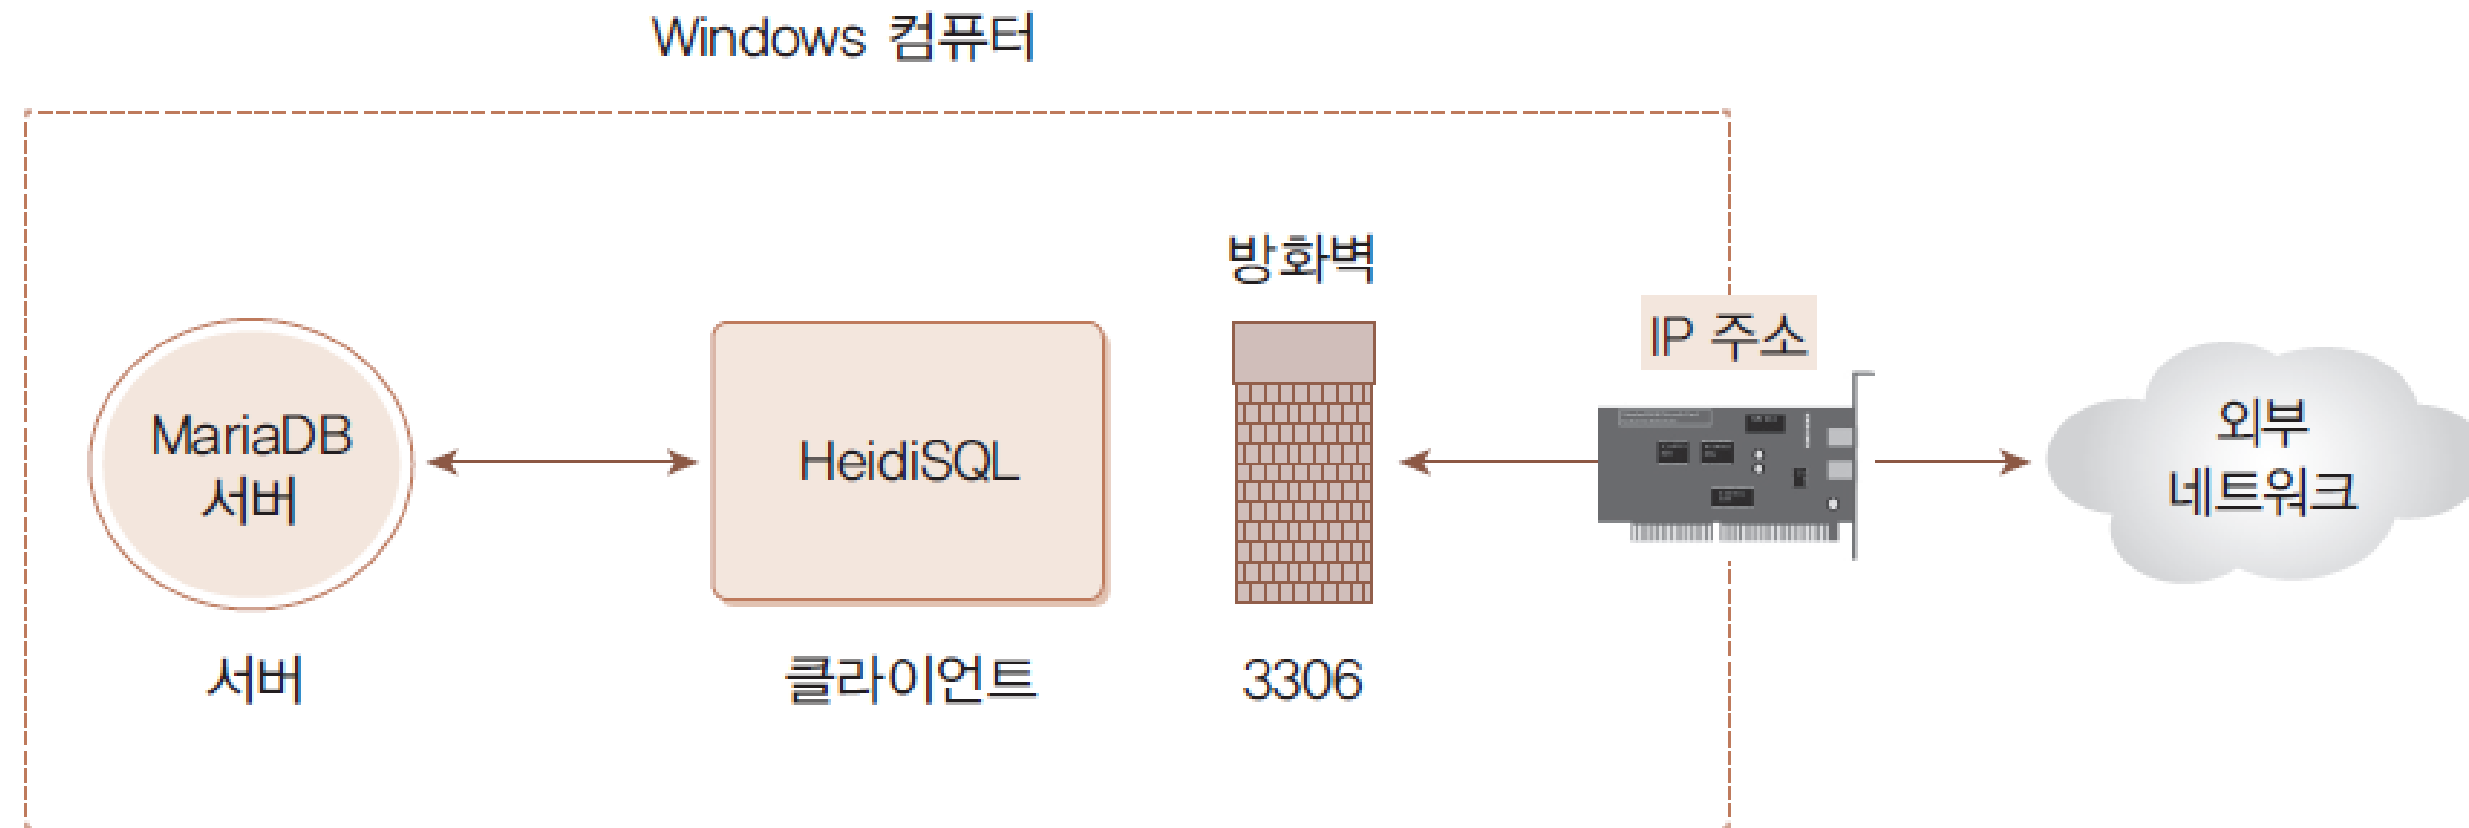 Windows 컴퓨터
방화벽
IP 주소
MariaDB
서버
HeidiSQL
외부
네트워크
서버
클라이언트
3306